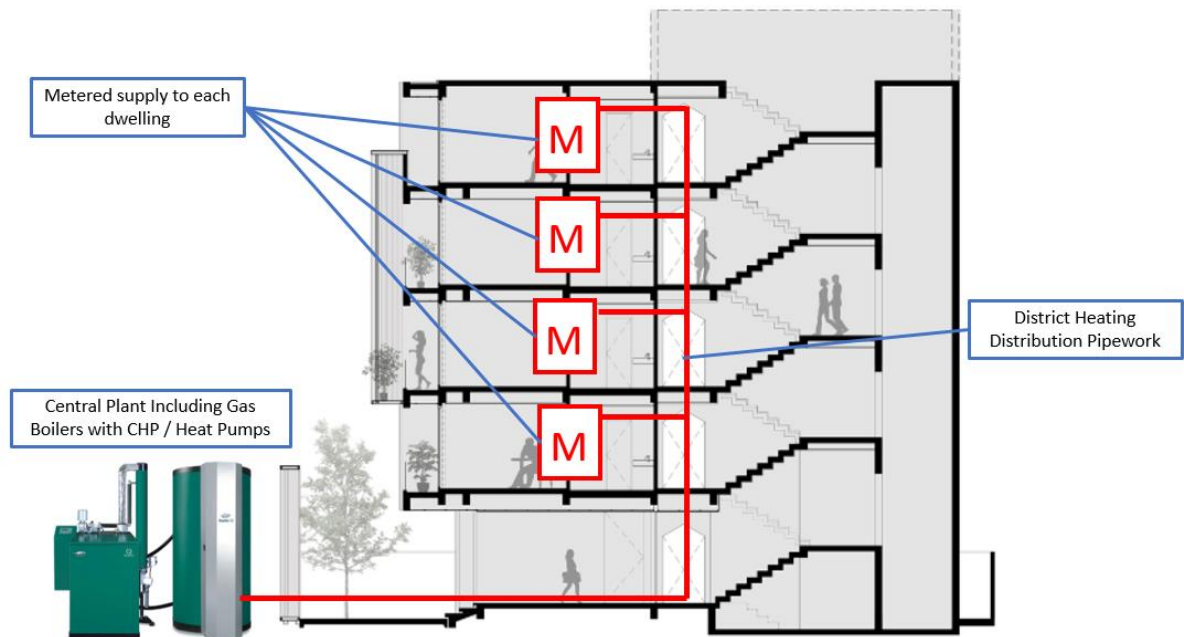 Metered supply to each
dwelling
M
M
M
M
District Heating
Distribution Pipework
Central Plant Including Gas
Boilers with CHP / Heat Pumps